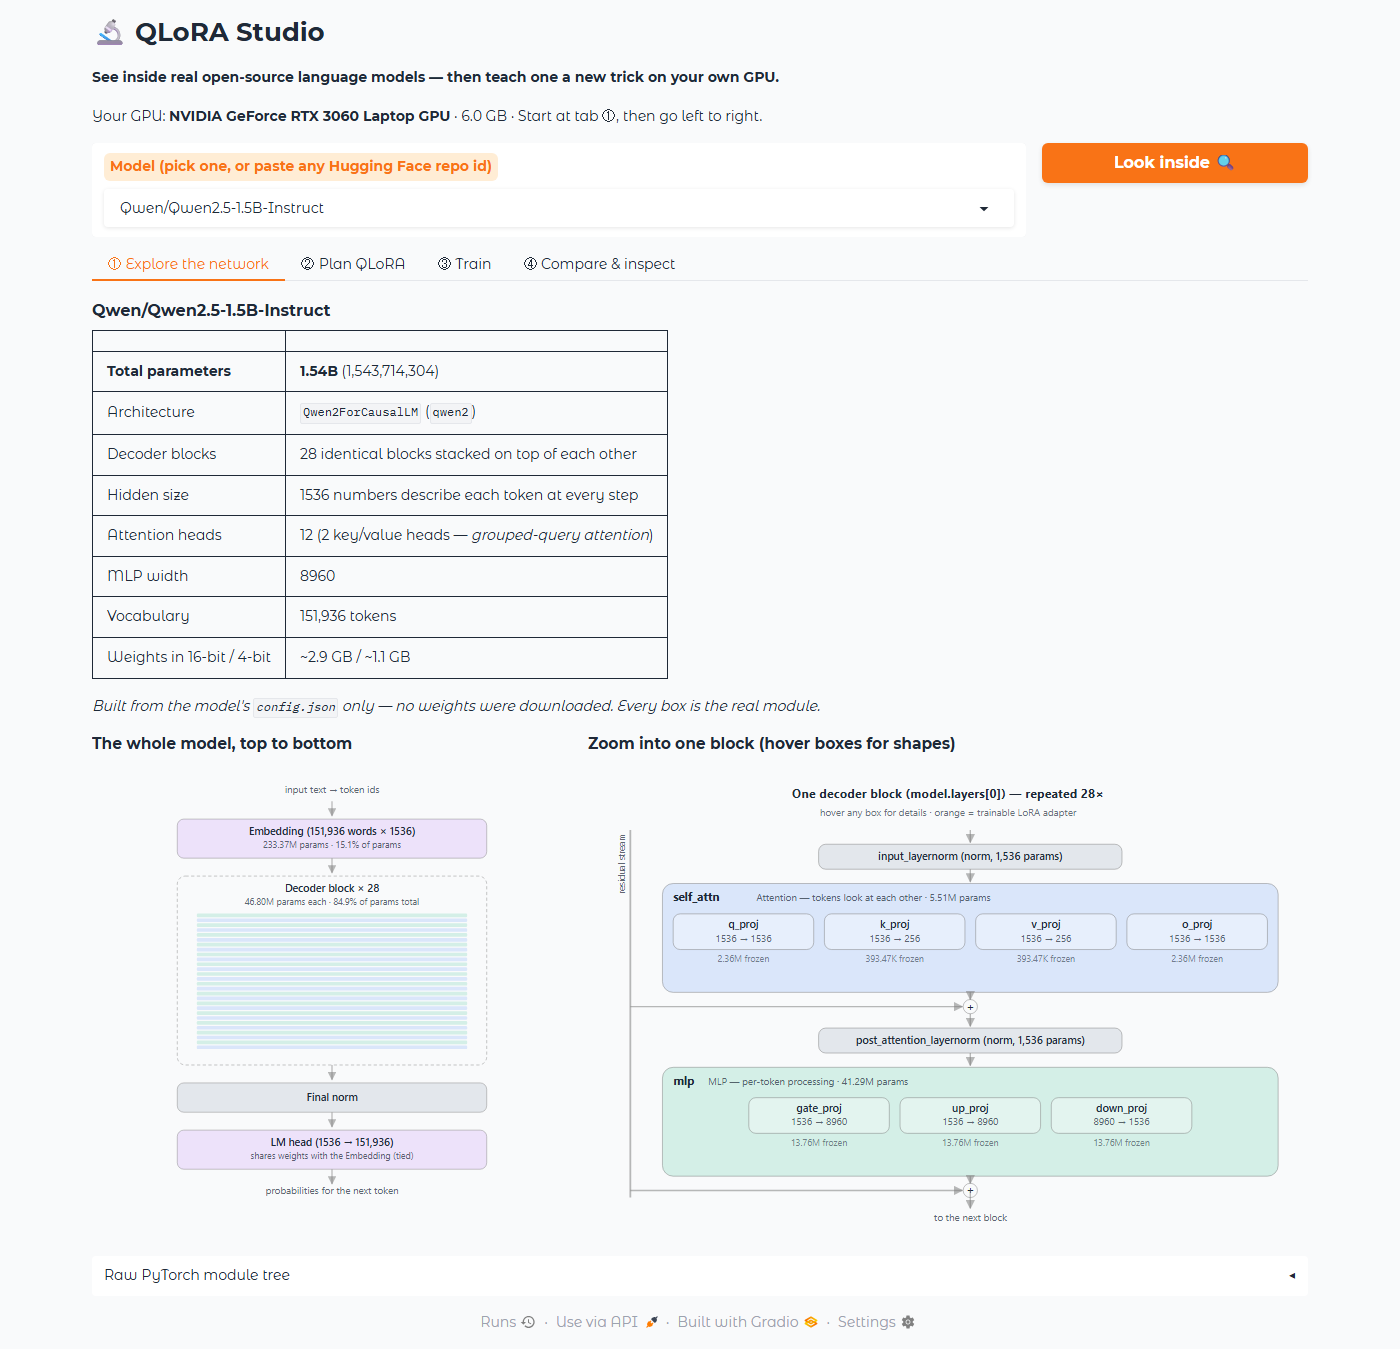 QLoRA Studio
See inside real open-source language models — then teach one a new trick on your own GPU.
Your GPU: NVIDIA GeForce RTX 3060 Laptop GPU · 6.0 GB · Start at tab ①, then go left to right.
Model (pick one, or paste any Hugging Face repo id)
Qwen/Qwen2.5-1.5B-Instruct
Look inside 🔍
① Explore the network ② Plan QLoRA ③ Train ④ Compare & inspect
Qwen/Qwen2.5-1.5B-Instruct
Total parameters 1.54B (1,543,714,304)
Architecture Qwen2ForCausalLM (qwen2)
Decoder blocks 28 identical blocks stacked on top of each other
Hidden size 1536 numbers describe each token at every step
Attention heads 12 (2 key/value heads — grouped-query attention)
MLP width 8960
Vocabulary 151,936 tokens
Weights in 16-bit / 4-bit ~2.9 GB / ~1.1 GB
Built from the model's config.json only — no weights were downloaded. Every box is the real module.
The whole model, top to bottom
input text → token ids
Embedding (151,936 words × 1536)
233.37M params · 15.1% of params
Decoder block × 28
46.80M params each · 84.9% of params total
Final norm
LM head (1536 → 151,936)
shares weights with the Embedding (tied)
probabilities for the next token
Zoom into one block (hover boxes for shapes)
One decoder block (model.layers[0]) — repeated 28×
hover any box for details · orange = trainable LoRA adapter
residual stream
input_layernorm (norm, 1,536 params)
self_attn Attention — tokens look at each other · 5.51M params
q_proj k_proj v_proj o_proj
1536 → 1536 1536 → 256 1536 → 256 1536 → 1536
2.36M frozen 393.47K frozen 393.47K frozen 2.36M frozen
+
post_attention_layernorm (norm, 1,536 params)
mlp MLP — per-token processing · 41.29M params
gate_proj up_proj down_proj
1536 → 8960 1536 → 8960 8960 → 1536
13.76M frozen 13.76M frozen 13.76M frozen
+
to the next block
Raw PyTorch module tree
Runs · Use via API · Built with Gradio · Settings